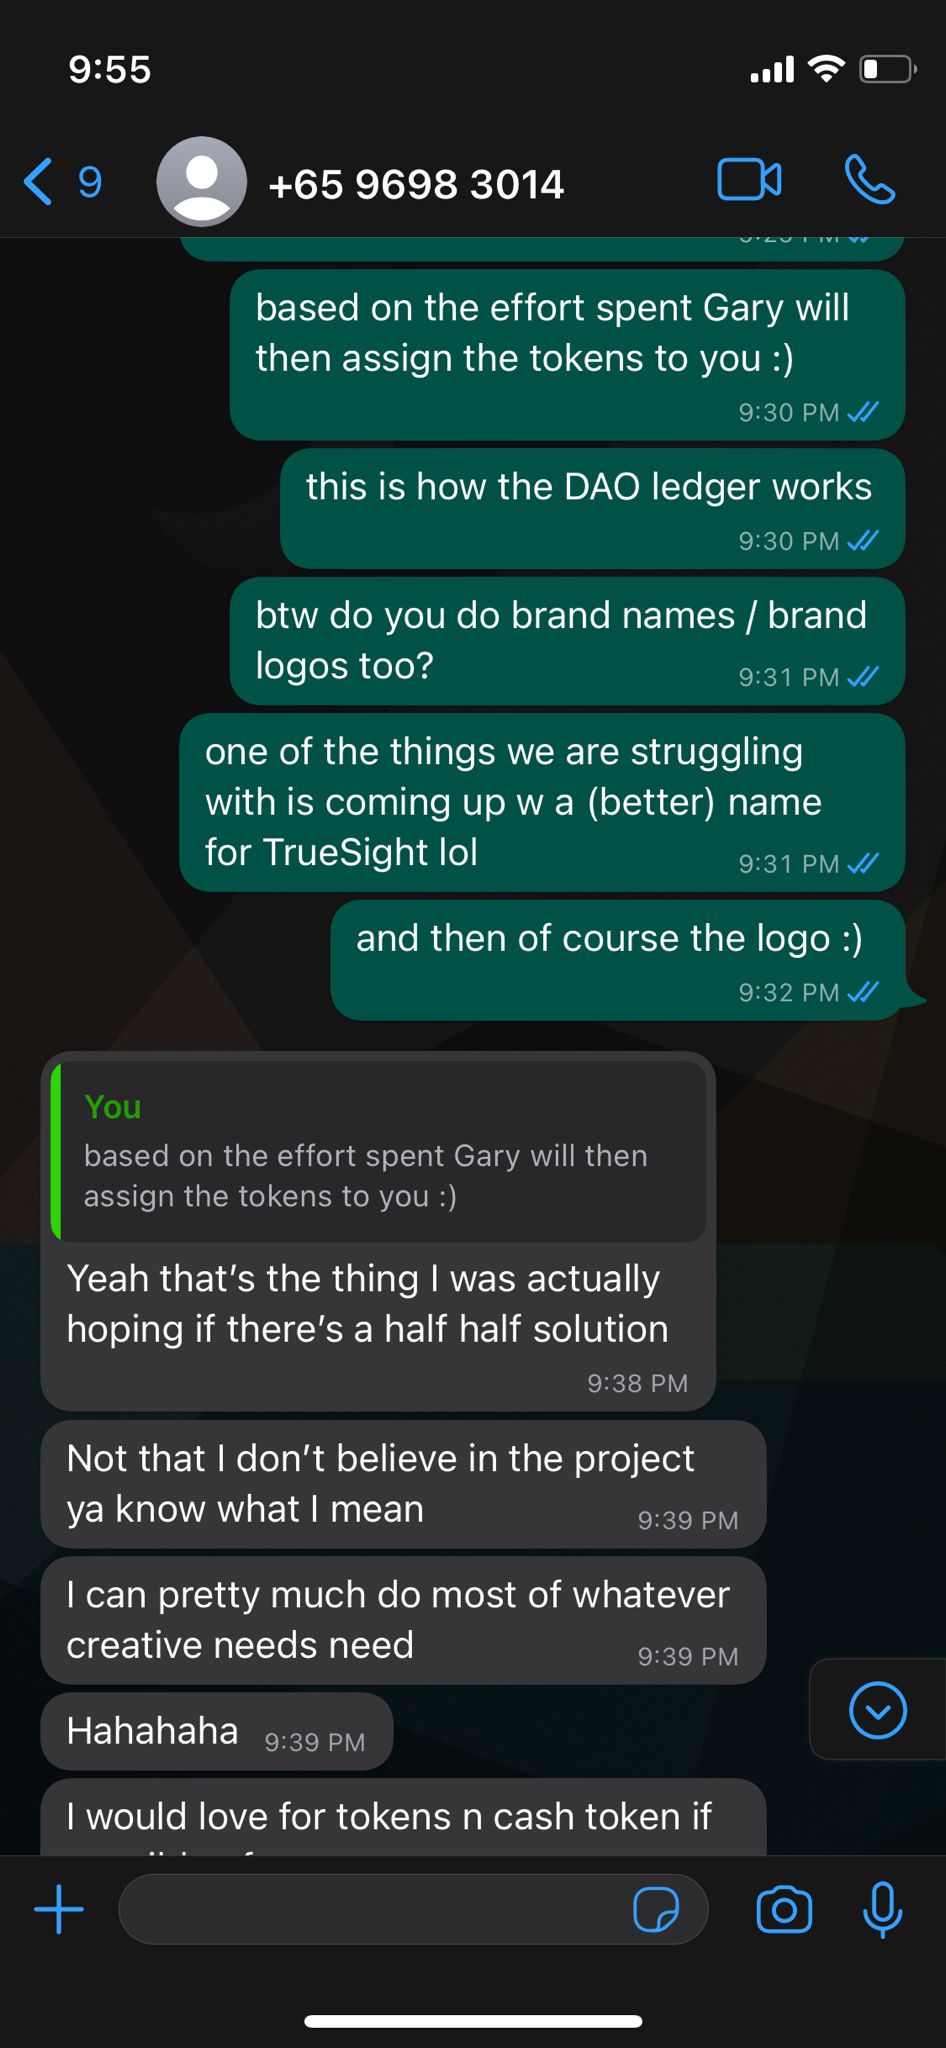 9:55
9
+65 9698 3014
based on the effort spent Gary will
then assign the tokens to you :)
9:30 PM
this is how the DAO ledger works
9:30 PM
btw do you do brand names / brand
logos too?
9:31 PM
one of the things we are struggling
with is coming up w a (better) name
for TrueSight lol
9:31 PM
and then of course the logo :)
9:32 PM
You
based on the effort spent Gary will then
assign the tokens to you :)
Yeah that’s the thing I was actually
hoping if there’s a half half solution
9:38 PM
Not that I don’t believe in the project
ya know what I mean
9:39 PM
I can pretty much do most of whatever
creative needs need
9:39 PM
Hahahaha
9:39 PM
I would love for tokens n cash token if